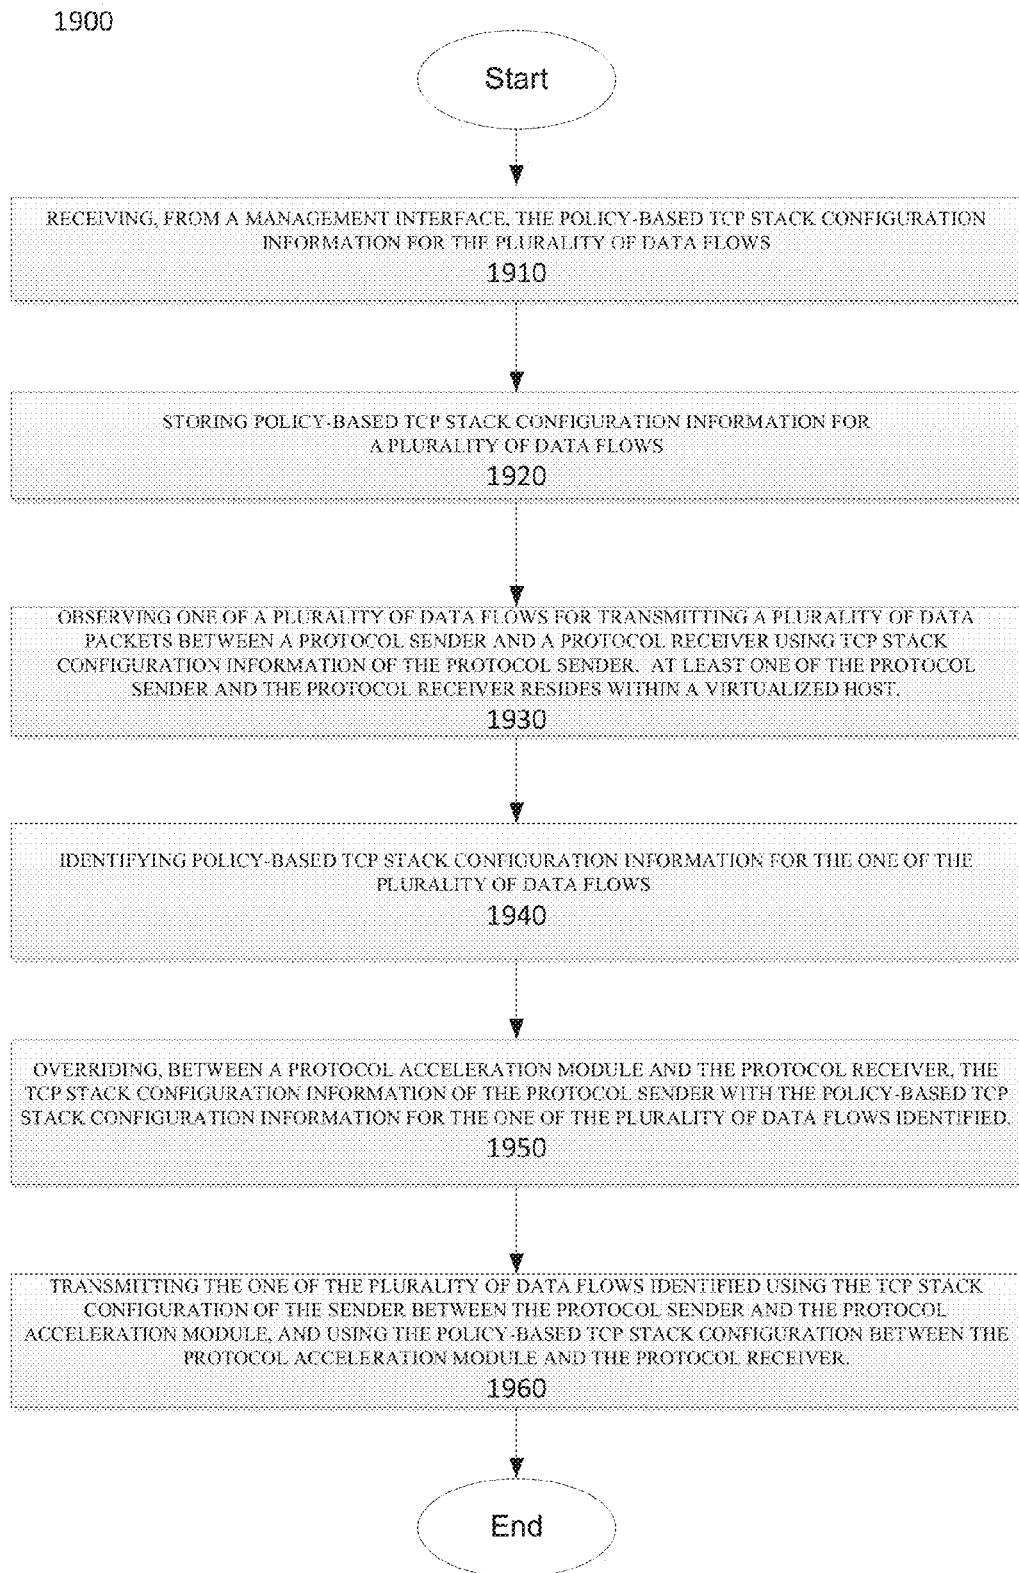 1900
Start
RECEIVING, FROM A MANAGEMENT INTERFACE, THE POLICY-BASED TCP STACK CONFIGURATION
INFORMATION FOR THE PLURALITY OF DATA FLOWS
1910
STORING POLICY-BASED TCP STACK CONFIGURATION INFORMATION FOR
A PLURALITY OF DATA FLOWS
1920
OBSERVING ONE OF A PLURALITY OF DATA FLOWS FOR TRANSMITTING A PLURALITY OF DATA
PACKETS BETWEEN A PROTOCOL SENDER AND A PROTOCOL RECEIVER USING TCP STACK
CONFIGURATION INFORMATION OF THE PROTOCOL SENDER. AT LEAST ONE OF THE PROTOCOL
SENDER AND THE PROTOCOL RECEIVER RESIDES WITHIN A VIRTUALIZED HOST.
1930
IDENTIFYING POLICY-BASED TCP STACK CONFIGURATION INFORMATION FOR THE ONE OF THE
PLURALITY OF DATA FLOWS
1940
OVERRIDING, BETWEEN A PROTOCOL ACCELERATION MODULE AND THE PROTOCOL RECEIVER, THE
TCP STACK CONFIGURATION INFORMATION OF THE PROTOCOL SENDER WITH THE POLICY-BASED TCP
STACK CONFIGURATION INFORMATION FOR THE ONE OF THE PLURALITY OF DATA FLOWS IDENTIFIED.
1950
TRANSMITTING THE ONE OF THE PLURALITY OF DATA FLOWS IDENTIFIED USING THE TCP STACK
CONFIGURATION OF THE SENDER BETWEEN THE PROTOCOL SENDER AND THE PROTOCOL
ACCELERATION MODULE, AND USING THE POLICY-BASED TCP STACK CONFIGURATION BETWEEN THE
PROTOCOL ACCELERATION MODULE AND THE PROTOCOL RECEIVER.
1960
End